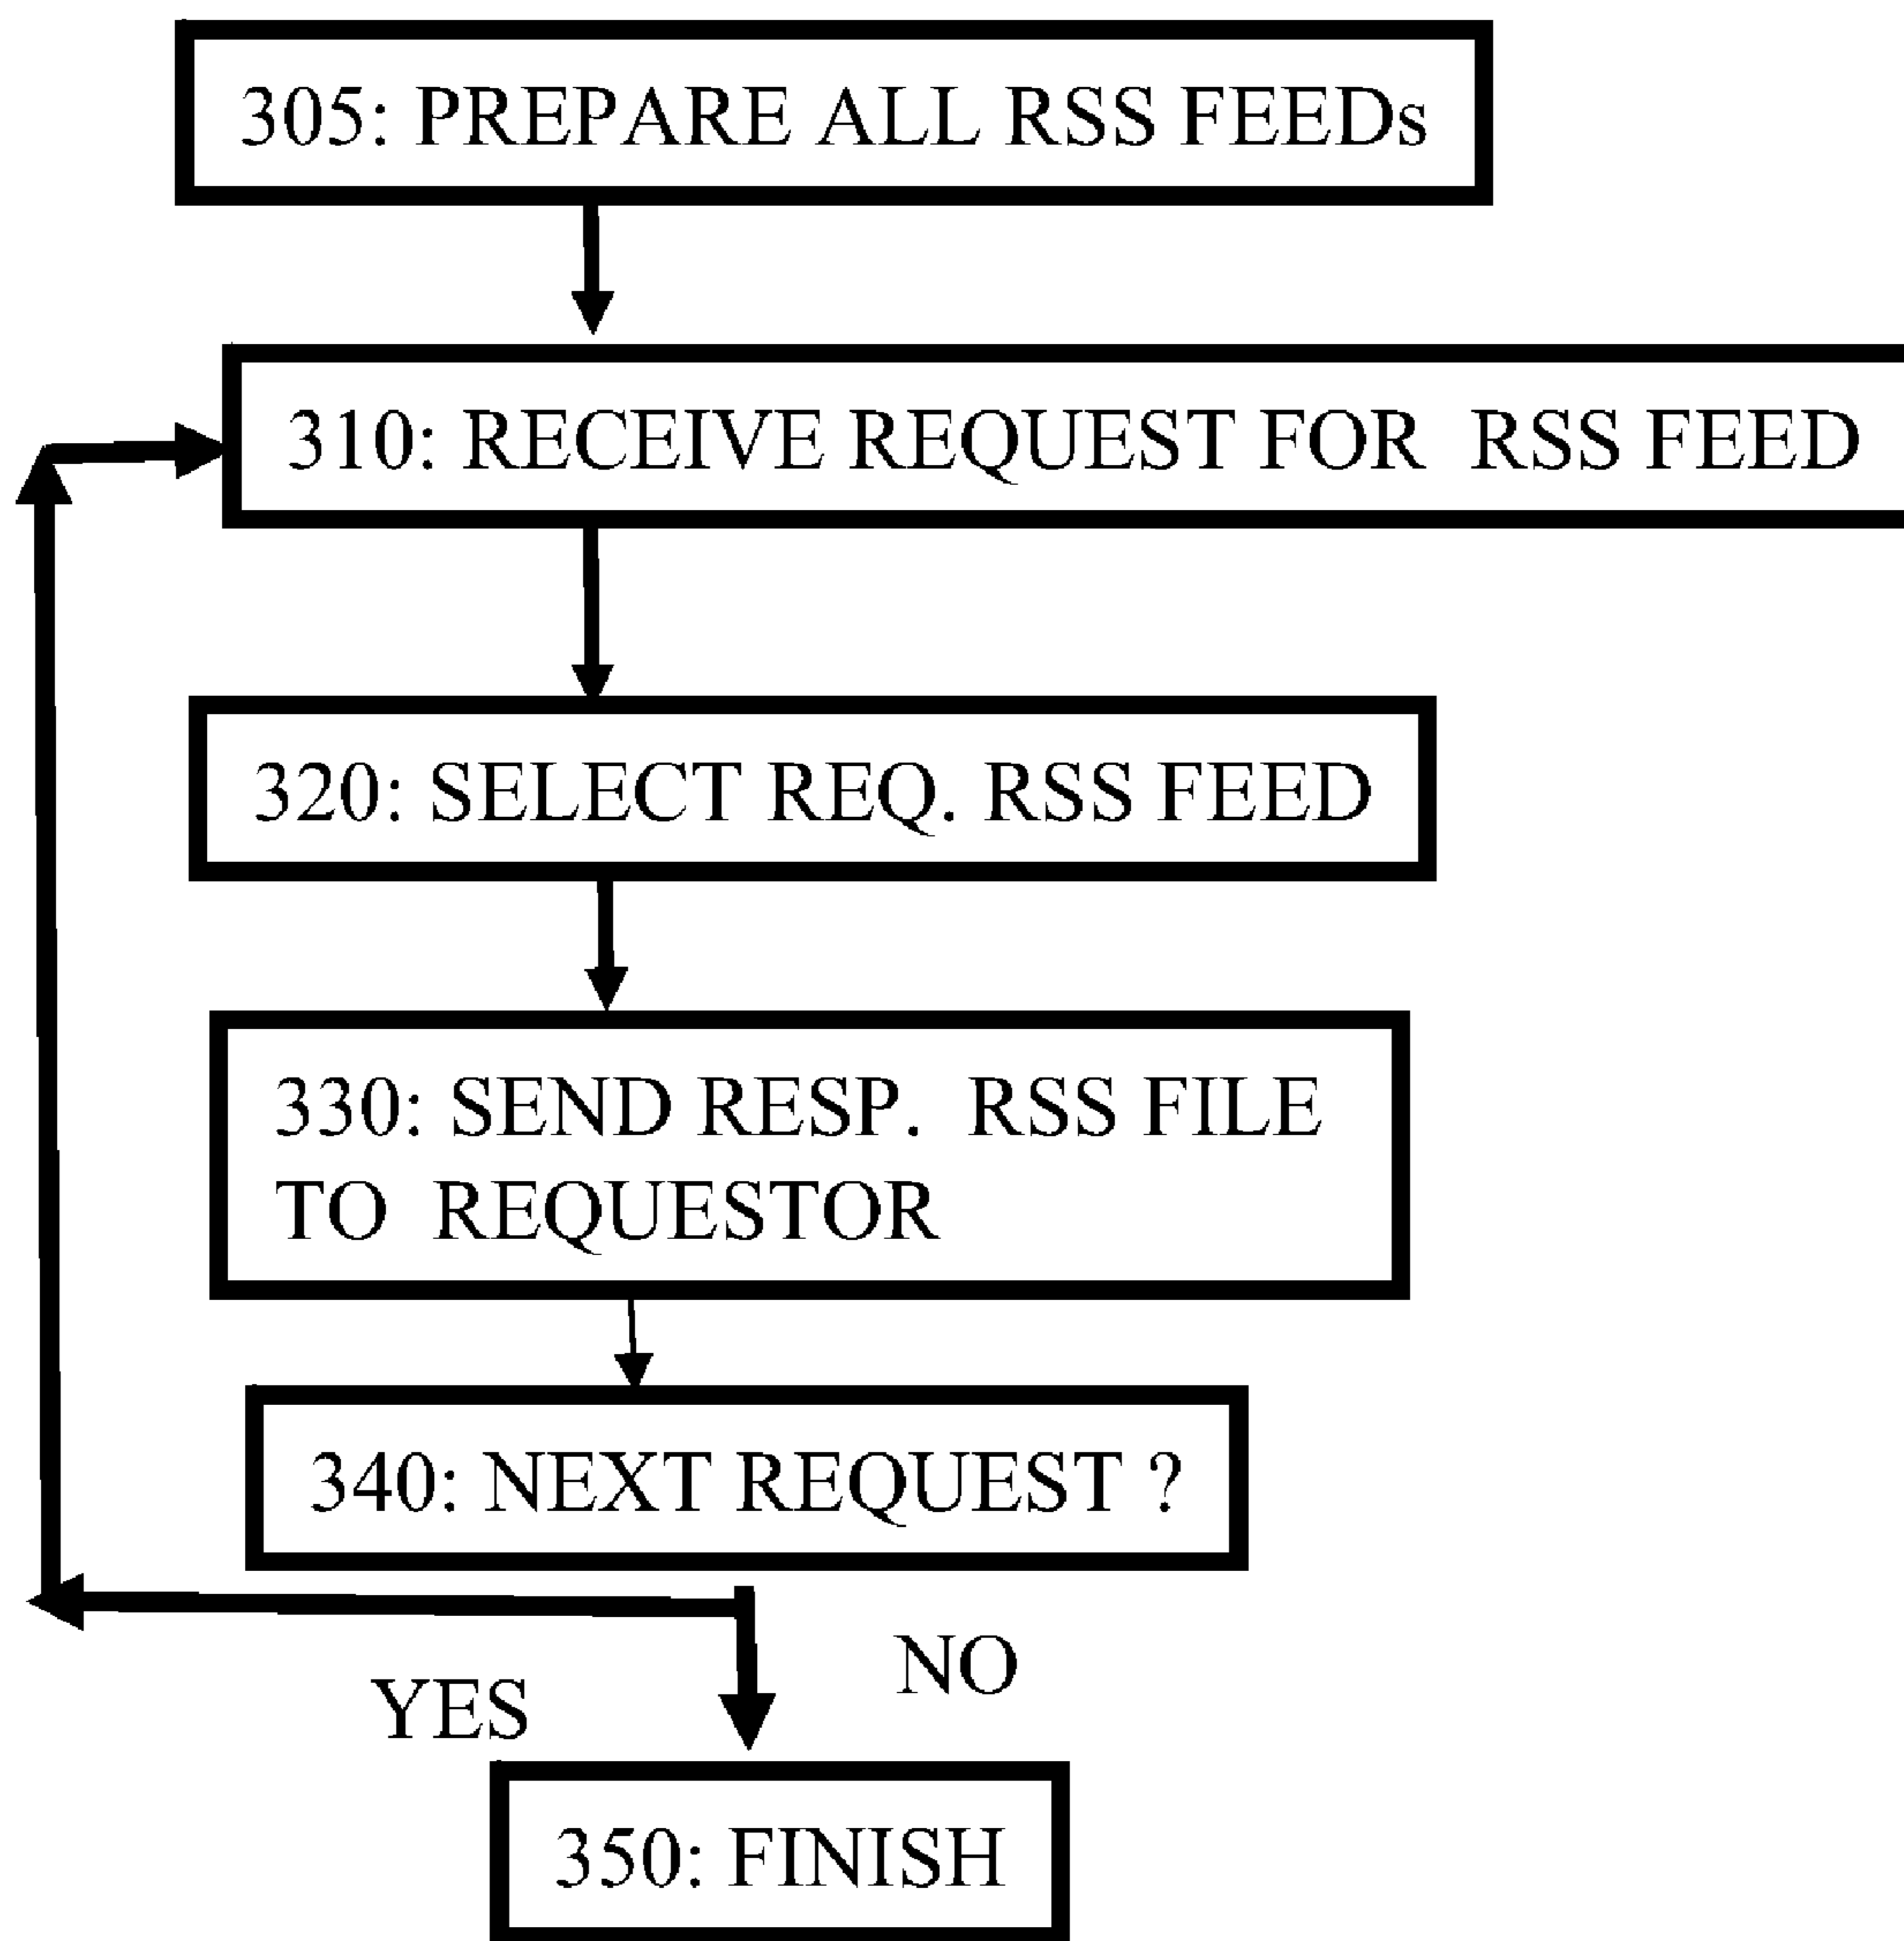 305: PREPARE ALL RSS FEEDs
310: RECEIVE REQUEST FOR RSS FEED
320: SELECT REQ. RSS FEED
330: SEND RESP. RSS FILE
TO REQUESTOR
340: NEXT REQUEST ?
NO
YES
350: FINISH